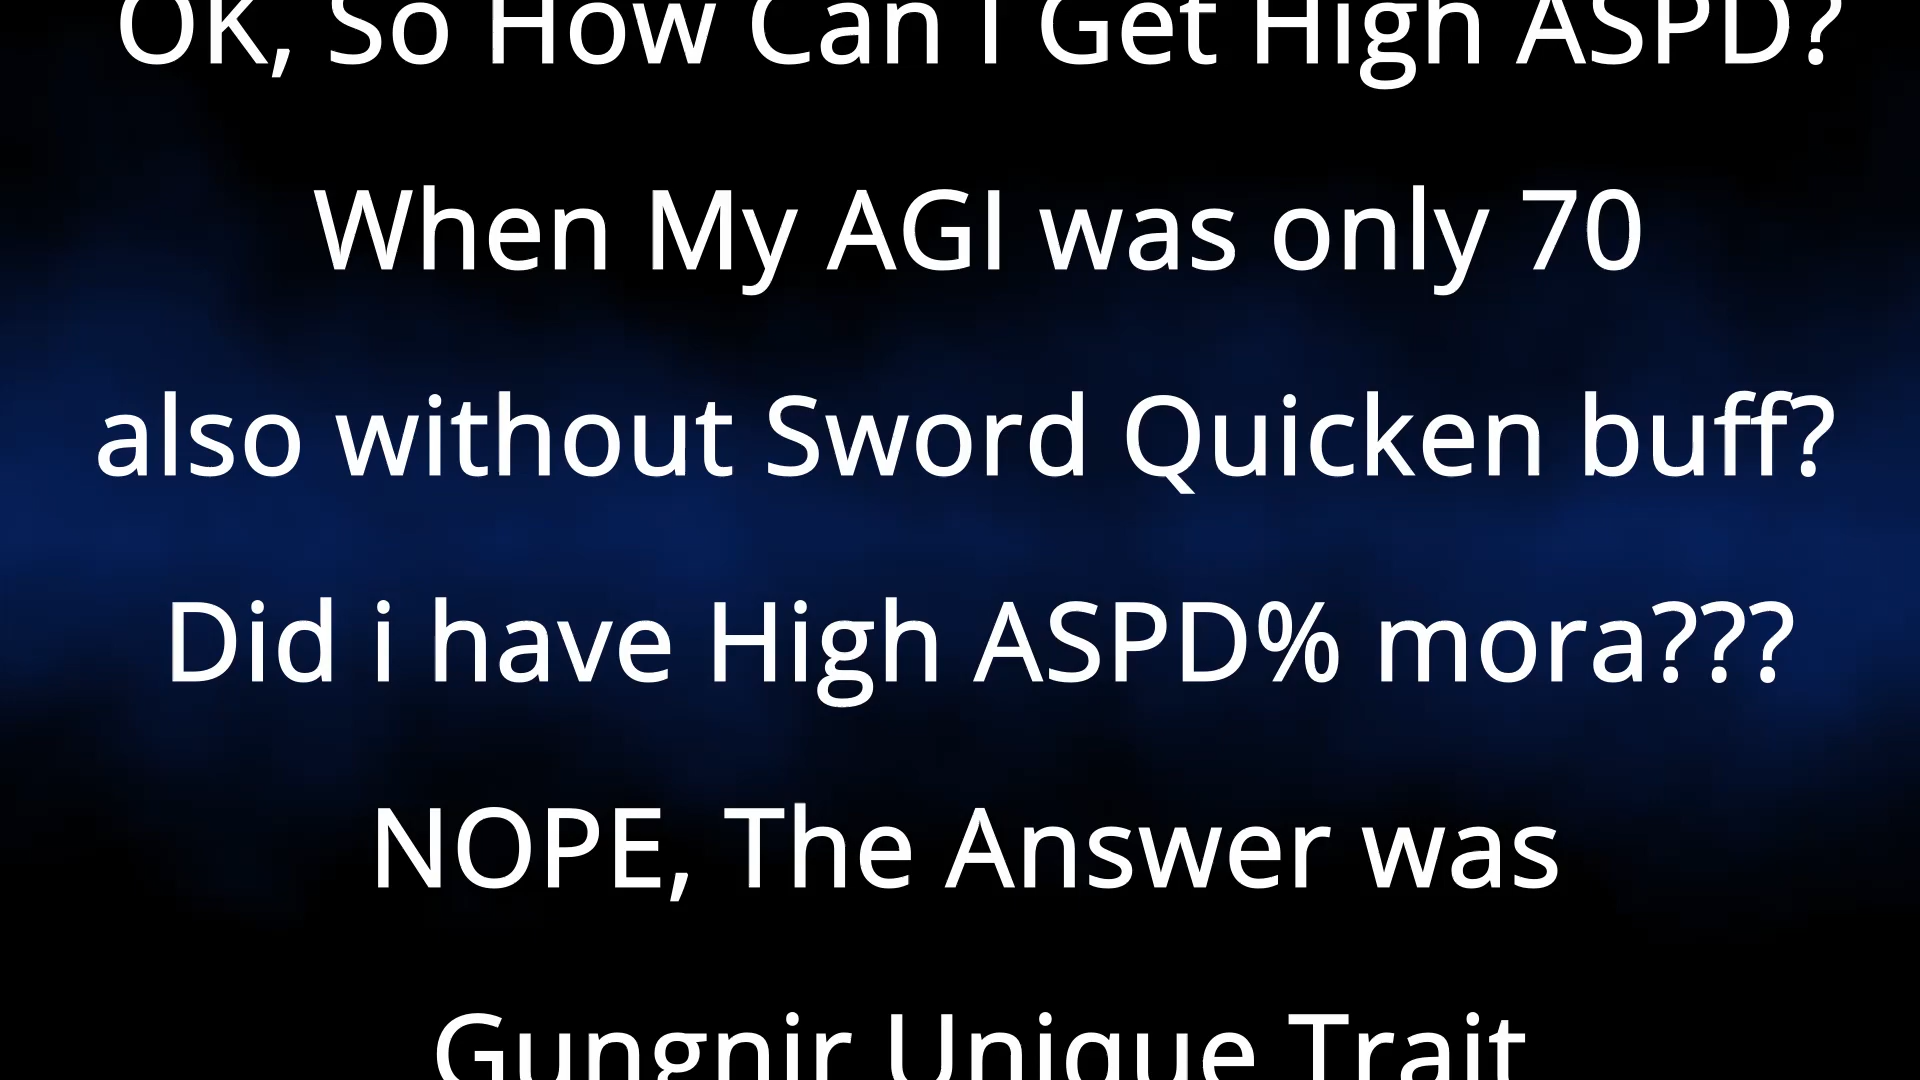 OK, So How Can I Get High ASPD?
When My AGI was only 70
also without Sword Quicken buff?
Did i have High ASPD% mora???
NOPE, The Answer was
Gungnir Unique Trait